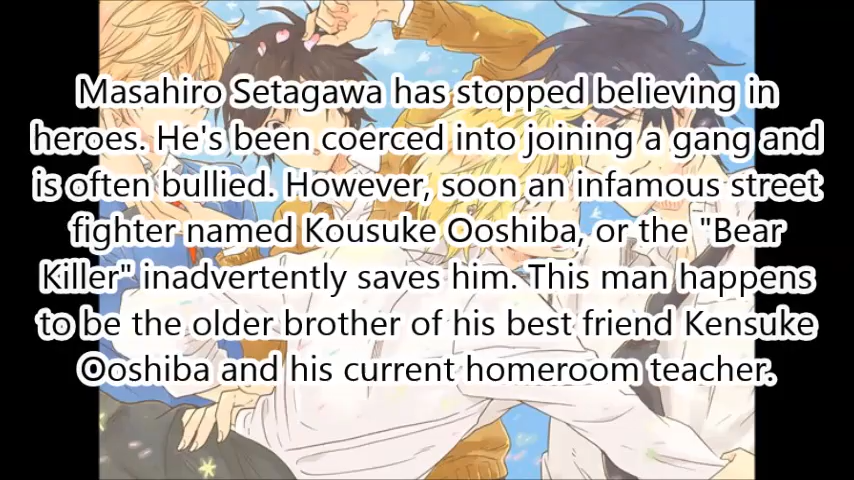 Masahiro Setagawa has stopped believing in
heroes. He's been coerced into joining a gang and
is often bullied. However, soon an infamous street
fighter named Kousuke Ooshiba, or the "Bear
Killer" inadvertently saves him. This man happens
to be the older brother of his best friend Kensuke
Ooshiba and his current homeroom teacher.